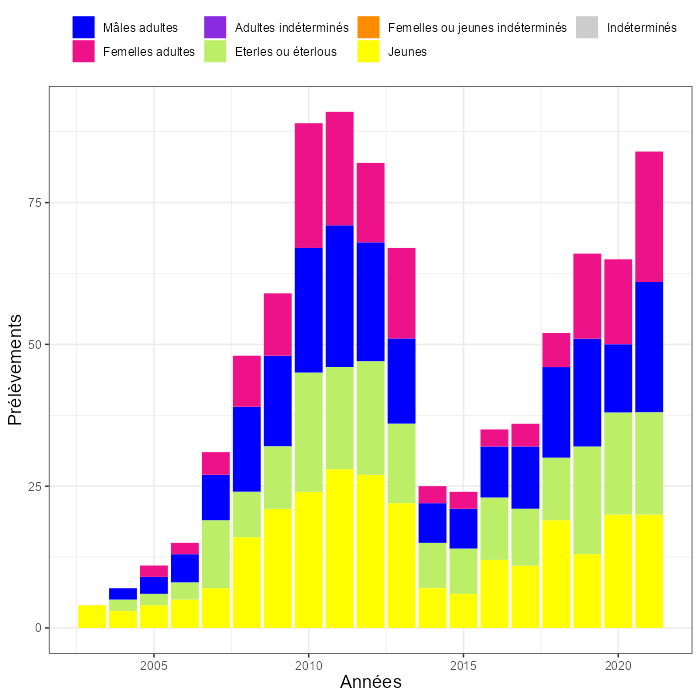 Mâles adultes Adultes indéterminés Femelles ou jeunes indéterminés Indéterminés
Femelles adultes Eterles ou éterlous Jeunes
75
50
25
0
Prélèvements
2005 2010 2015 2020
Années